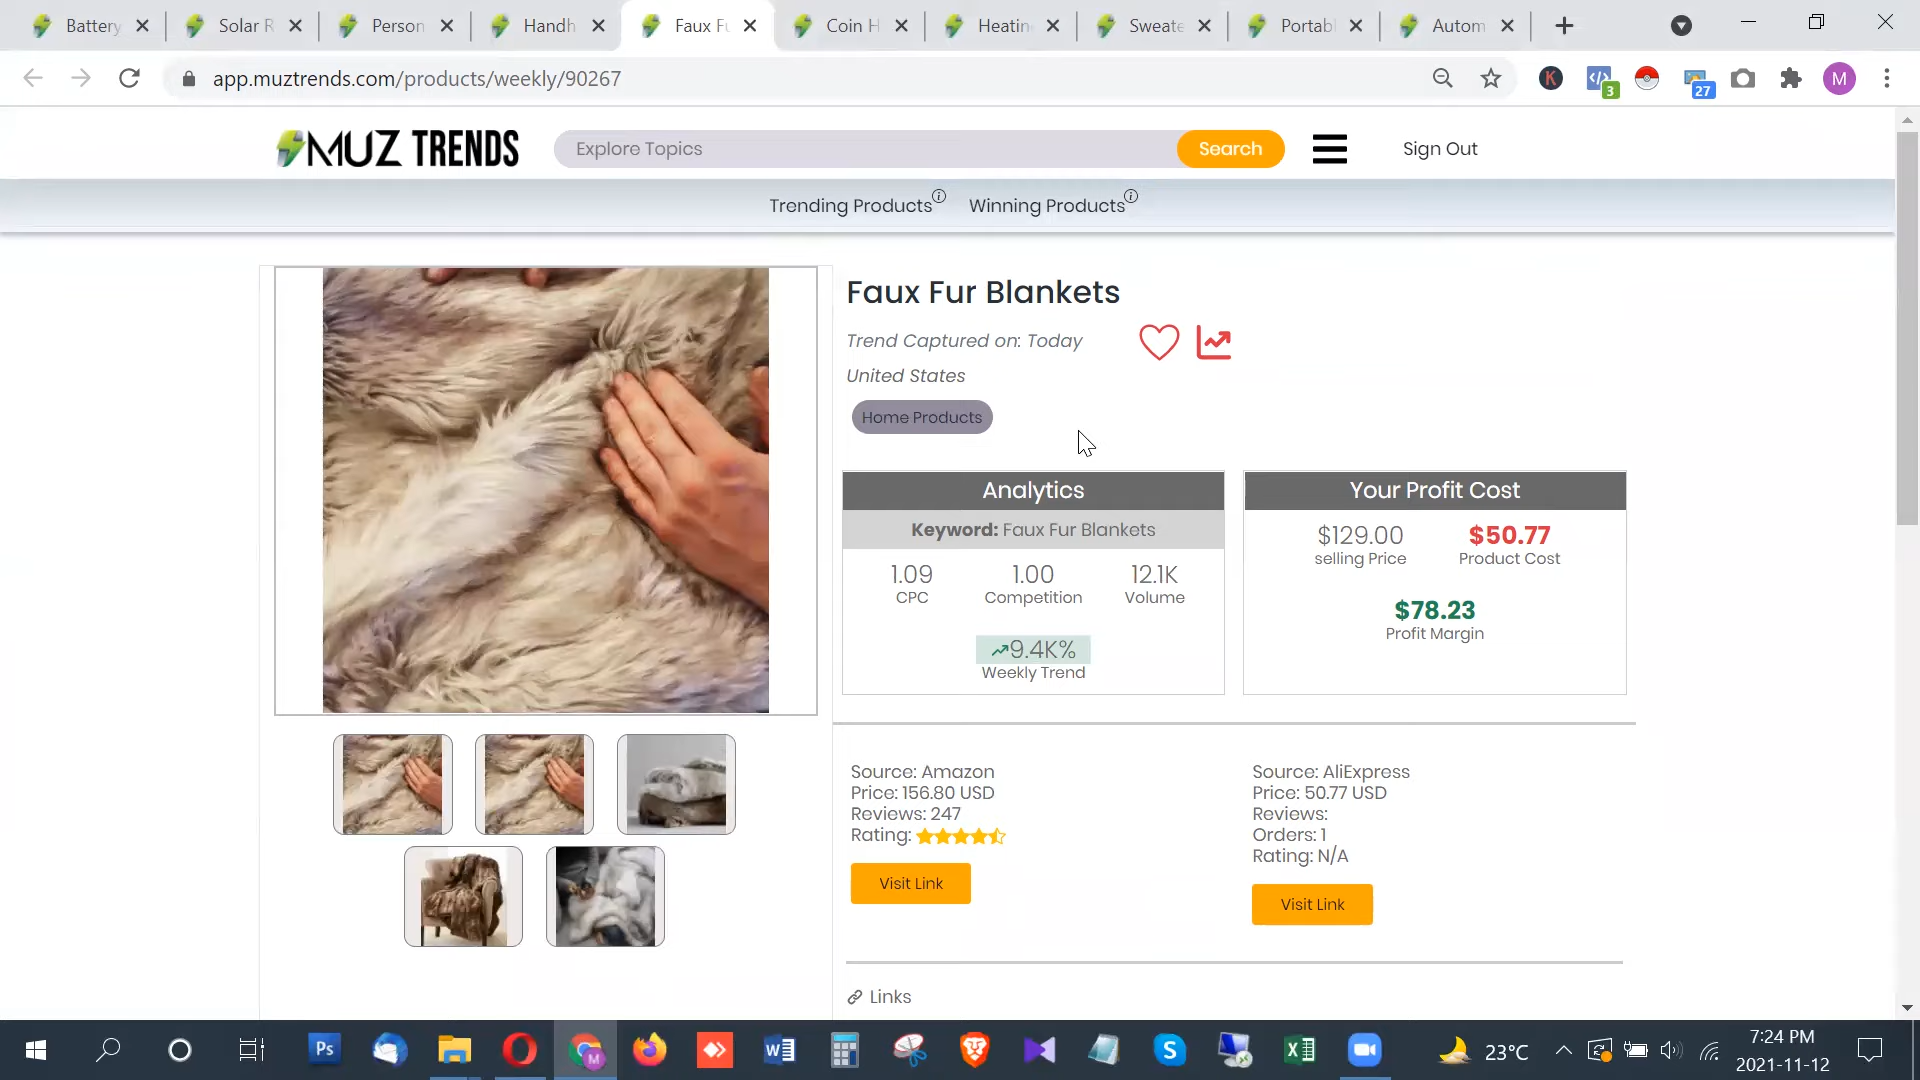 Battery
Solar R
Person
Handh
Faux Fu
Coin H
Heatin
Sweate
Portabl
Autom
app.muztrends.com/products/weekly/90267
K
3
27
M
MUZ TRENDS
Explore Topics
Search
Sign Out
Trending Products
Winning Products
Faux Fur Blankets
Trend Captured on: Today
United States
Home Products
Analytics
Keyword: Faux Fur Blankets
1.09
CPC
1.00
Competition
12.1K
Volume
9.4K%
Weekly Trend
Your Profit Cost
$129.00
selling Price
$50.77
Product Cost
$78.23
Profit Margin
Source: Amazon
Price: 156.80 USD
Reviews: 247
Rating:
Visit Link
Source: AliExpress
Price: 50.77 USD
Reviews:
Orders: 1
Rating: N/A
Visit Link
Links
Ps
M
23°C
7:24 PM
2021-11-12